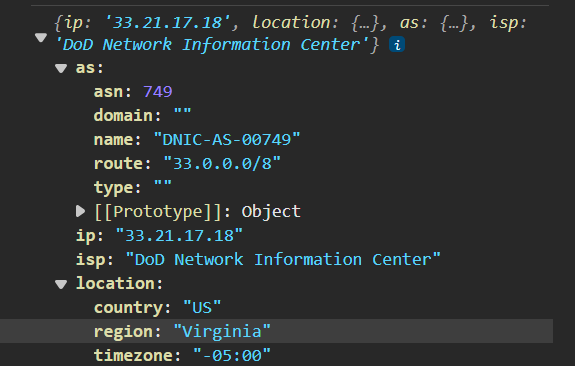 {ip: '33.21.17.18', location: {…}, as: {…}, isp:
'DoD Network Information Center'} i
as:
asn: 749
domain: ""
name: "DNIC-AS-00749"
route: "33.0.0.0/8"
type: ""
[[Prototype]]: Object
ip: "33.21.17.18"
isp: "DoD Network Information Center"
location:
country: "US"
region: "Virginia"
timezone: "-05:00"